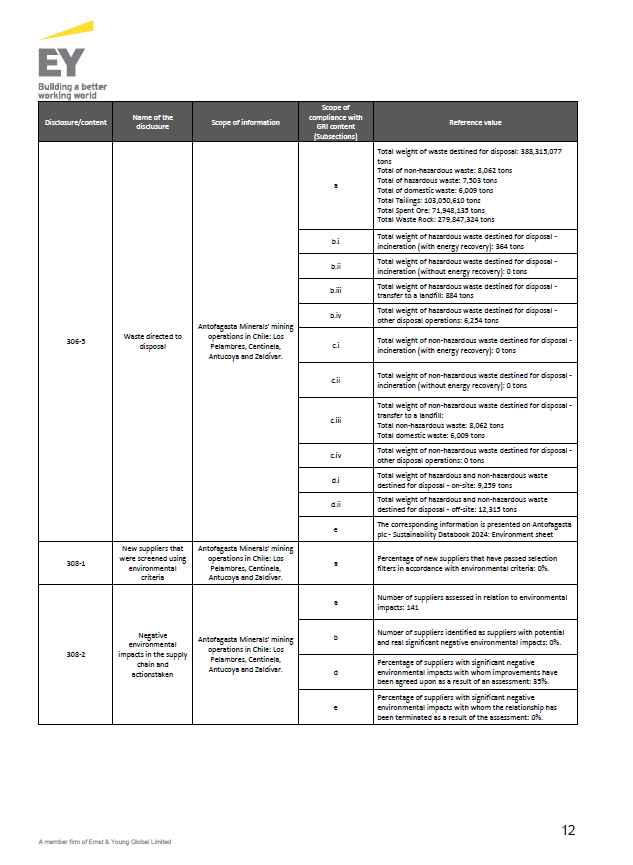 EY
Building a better
working world
Disclosure/content
Name of the
disclusure
Scope of information
Scope of
compliance with
GRI content
(Subsections)
Reference value
306-5
Waste directed to
disposal
Antofagasta Minerals' mining
operations in Chile: Los
Pelambres, Centinela,
Antucoya and Zaldívar.
a
Total weight of waste destined for disposal: 388,315,077
tons
Total of non-hazardous waste: 8,062 tons
Total of hazardous waste: 7,503 tons
Total of domestic waste: 6,009 tons
Total Tailings: 103,050,610 tons
Total Spent Ore: 71,948,135 tons
Total Waste Rock: 279,847,324 tons
b.i
Total weight of hazardous waste destined for disposal -
incineration (with energy recovery): 364 tons
b.ii
Total weight of hazardous waste destined for disposal -
incineration (without energy recovery): 0 tons
b.iii
Total weight of hazardous waste destined for disposal -
transfer to a landfill: 884 tons
b.iv
Total weight of hazardous waste destined for disposal -
other disposal operations: 6,254 tons
c.i
Total weight of non-hazardous waste destined for disposal -
incineration (with energy recovery): 0 tons
c.ii
Total weight of non-hazardous waste destined for disposal -
incineration (without energy recovery): 0 tons
c.iii
Total weight of non-hazardous waste destined for disposal -
transfer to a landfill:
Total non-hazardous waste: 8,062 tons
Total domestic waste: 6,009 tons
c.iv
Total weight of non-hazardous waste destined for disposal -
other disposal operations: 0 tons
d.i
Total weight of hazardous and non-hazardous waste
destined for disposal - on-site: 9,259 tons
d.ii
Total weight of hazardous and non-hazardous waste
destined for disposal - off-site: 12,315 tons
e
The corresponding information is presented on Antofagasta
plc - Sustainability Databook 2024: Environment sheet
308-1
New suppliers that
were screened using
environmental
criteria
Antofagasta Minerals' mining
operations in Chile: Los
Pelambres, Centinela,
Antucoya and Zaldívar.
a
Percentage of new suppliers that have passed selection
filters in accordance with environmental criteria: 0%.
308-2
Negative
environmental
impacts in the supply
chain and
actionstaken
Antofagasta Minerals' mining
operations in Chile: Los
Pelambres, Centinela,
Antucoya and Zaldívar.
a
Number of suppliers assessed in relation to environmental
impacts: 141
b
Number of suppliers identified as suppliers with potential
and real significant negative environmental impacts: 0%.
d
Percentage of suppliers with significant negative
environmental impacts with whom improvements have
been agreed upon as a result of an assessment: 35%.
e
Percentage of suppliers with significant negative
environmental impacts with whom the relationship has
been terminated as a result of the assessment: 0%.
12
A member firm of Ernst & Young Global Limited